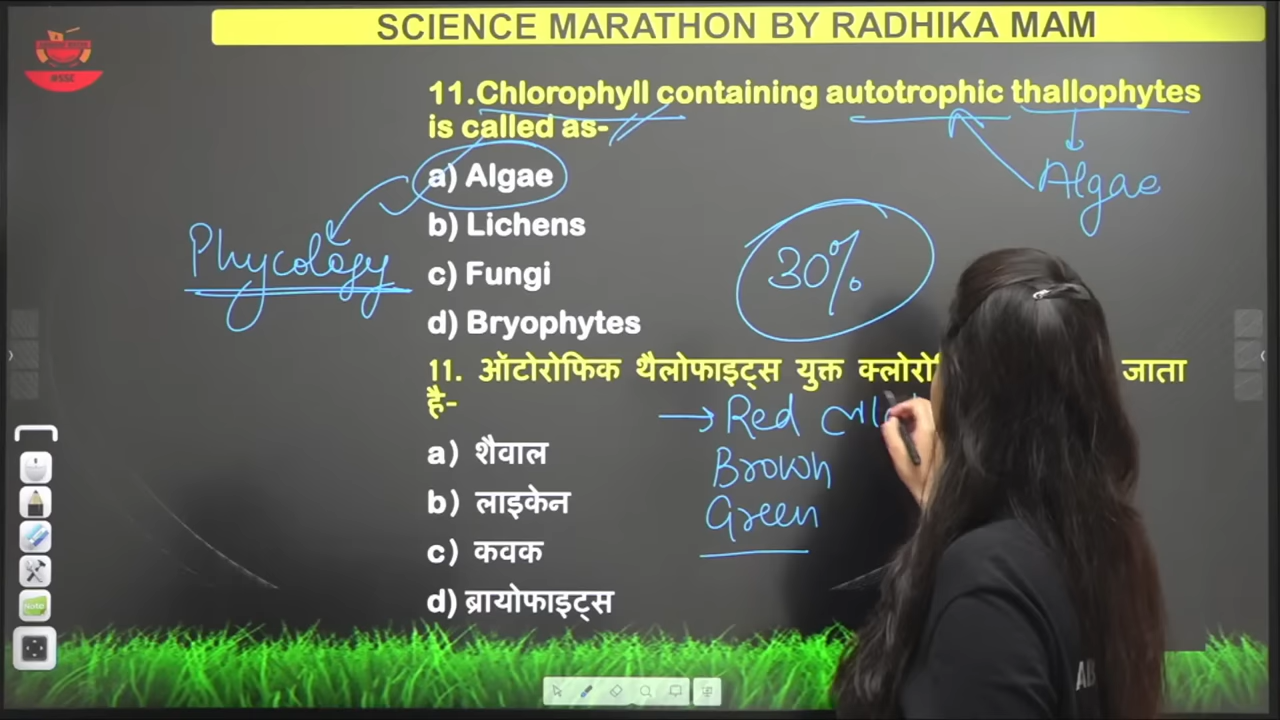 SCIENCE MARATHON BY RADHIKA MAM
11.Chlorophyll containing autotrophic thallophytes
is called as-
a) Algae
Algae
b) Lichens
Phycology
30%
c) Fungi
d) Bryophytes
11. ऑटोरोफिक थैलोफाइट्स युक्त जाता
है-
→ Red
a) शैवाल
Brown
b) लाइकेन
Green
c) कवक
d) ब्रायोफाइट्स
Note